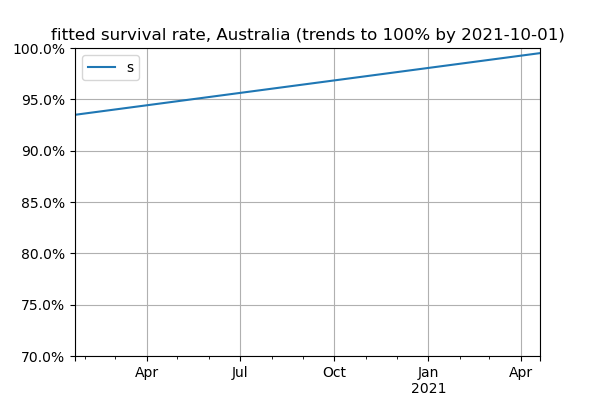 fitted survival rate, Australia (trends to 100% by 2021-10-01)
100.0%
s
95.0%
90.0%
85.0%
80.0%
75.0%
70.0%
Apr Jul Oct Jan Apr
2021